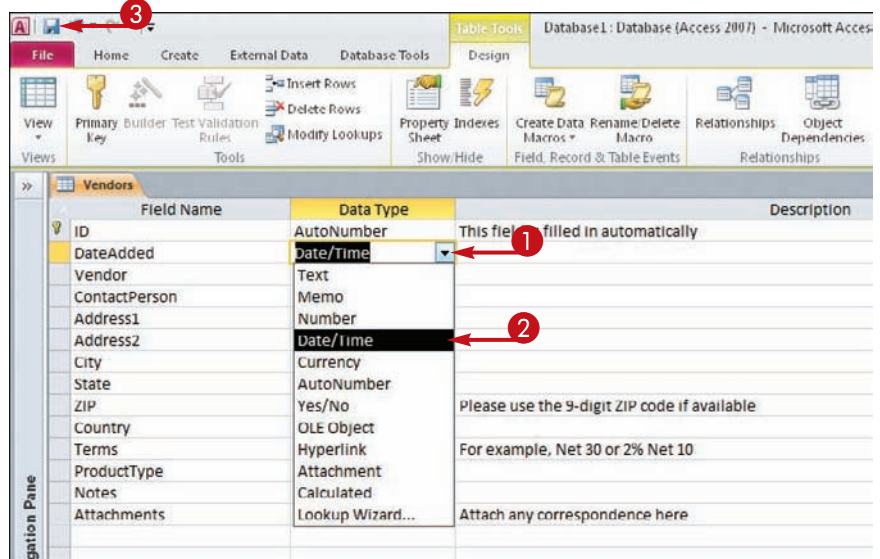 3
A
Table Tools Database1 : Database (Access 2007) - Microsoft Acces
File Home Create External Data Database Tools Design
View
Primary Key
Builder
Test Validation Rules
Insert Rows
Delete Rows
Modify Lookups
Property Sheet
Indexes
Create Data Macros
Rename/Delete Macro
Relationships
Object Dependencies
Views Tools Show/Hide Field, Record & Table Events Relationships
» Vendors
Field Name Data Type Description
ID AutoNumber This field filled in automatically
DateAdded Date/Time 1
Vendor Text
ContactPerson Memo
Address1 Number
Address2 Date/Time 2
City Currency
State AutoNumber
ZIP Yes/No Please use the 9-digit ZIP code if available
Country OLE Object
Terms Hyperlink For example, Net 30 or 2% Net 10
ProductType Attachment
Notes Calculated
Attachments Lookup Wizard... Attach any correspondence here
gation Pane